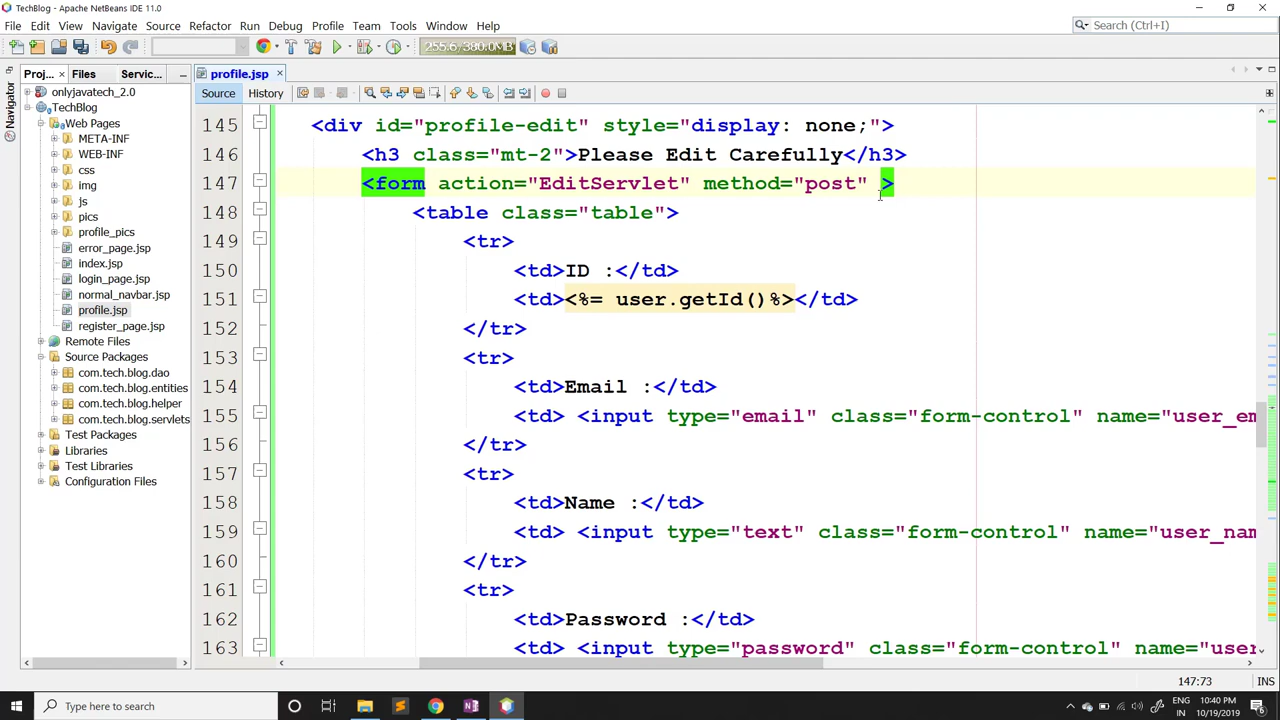 TechBlog - Apache NetBeans IDE 11.0
File Edit View Navigate Source Refactor Run Debug Profile Team Tools Window Help
Search (Ctrl+I)
255.6/380.0MB
Proj... Files Servic...
profile.jsp
Navigator
Source History
onlyjavatech_2.0
TechBlog
Web Pages
META-INF
WEB-INF
css
img
js
pics
profile_pics
error_page.jsp
index.jsp
login_page.jsp
normal_navbar.jsp
profile.jsp
register_page.jsp
Remote Files
Source Packages
com.tech.blog.dao
com.tech.blog.entities
com.tech.blog.helper
com.tech.blog.servlets
Test Packages
Libraries
Test Libraries
Configuration Files
145 <div id="profile-edit" style="display: none;">
146 <h3 class="mt-2">Please Edit Carefully</h3>
147 <form action="EditServlet" method="post" >
148 <table class="table">
149 <tr>
150 <td>ID :</td>
151 <td><%= user.getId()%></td>
152 </tr>
153 <tr>
154 <td>Email :</td>
155 <td> <input type="email" class="form-control" name="user_em
156 </tr>
157 <tr>
158 <td>Name :</td>
159 <td> <input type="text" class="form-control" name="user_nam
160 </tr>
161 <tr>
162 <td>Password :</td>
163 <td> <input type="password" class="form-control" name="user
147:73 INS
Type here to search
ENG 10:40 PM
IN 10/19/2019
5